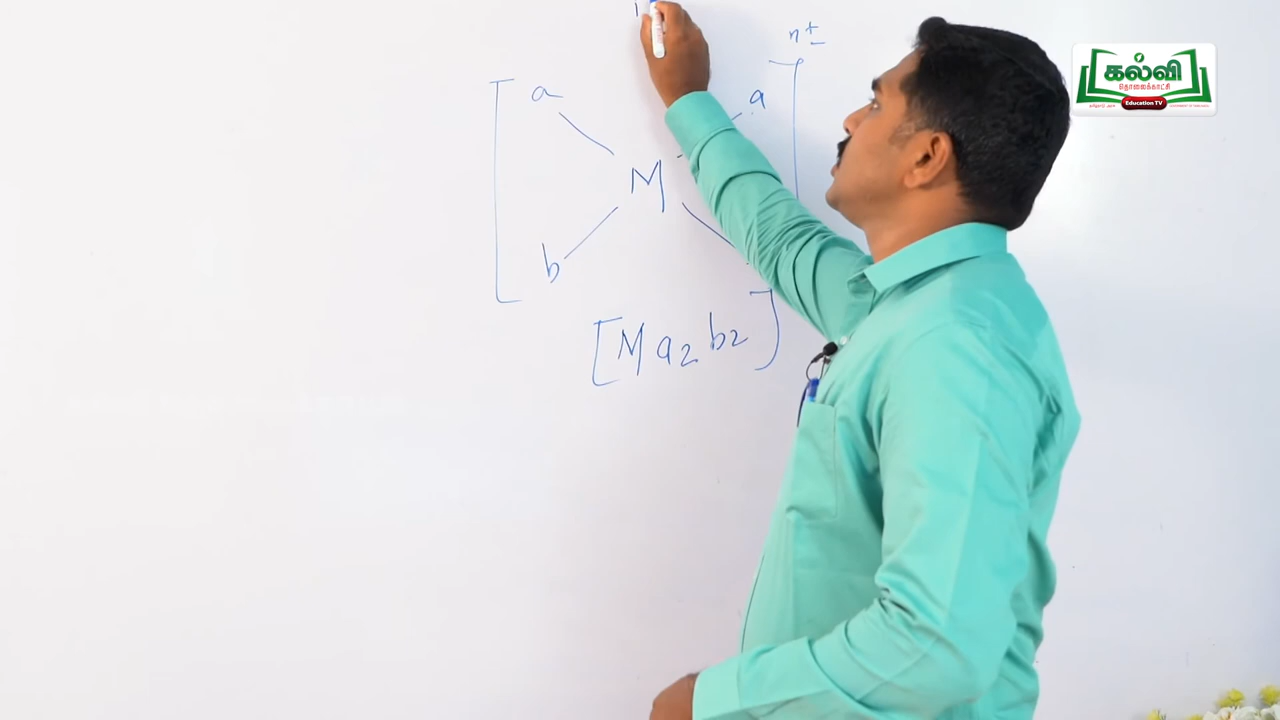 n±
a a
M
b
[Ma2b2]
கல்வி
தொலைக்காட்சி
Education TV